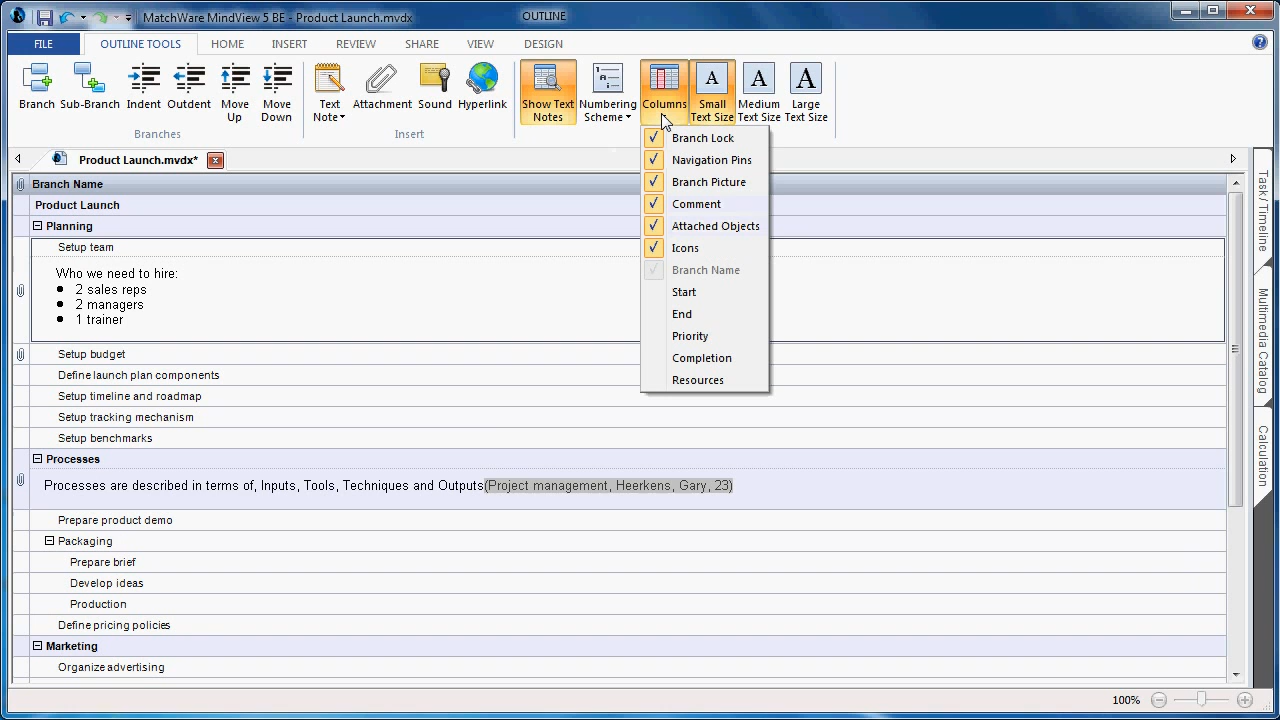 MatchWare MindView 5 BE - Product Launch.mvdx
OUTLINE
FILE
OUTLINE TOOLS
HOME
INSERT
REVIEW
SHARE
VIEW
DESIGN
Branch
Sub-Branch
Indent
Outdent
Move
Up
Move
Down
Branches
Text
Note
Attachment
Sound
Hyperlink
Insert
Show Text
Notes
Numbering
Scheme
Columns
A
Small
Text Size
A
Medium
Text Size
A
Large
Text Size
Branch Lock
Navigation Pins
Branch Picture
Comment
Attached Objects
Icons
Branch Name
Start
End
Priority
Completion
Resources
Product Launch.mvdx*
Branch Name
Product Launch
Planning
Setup team
Who we need to hire:
● 2 sales reps
● 2 managers
● 1 trainer
Setup budget
Define launch plan components
Setup timeline and roadmap
Setup tracking mechanism
Setup benchmarks
Processes
Processes are described in terms of, Inputs, Tools, Techniques and Outputs(Project management, Heerkens, Gary, 23)
Prepare product demo
Packaging
Prepare brief
Develop ideas
Production
Define pricing policies
Marketing
Organize advertising
Task/Timeline
Multimedia Catalog
Calculation
100%